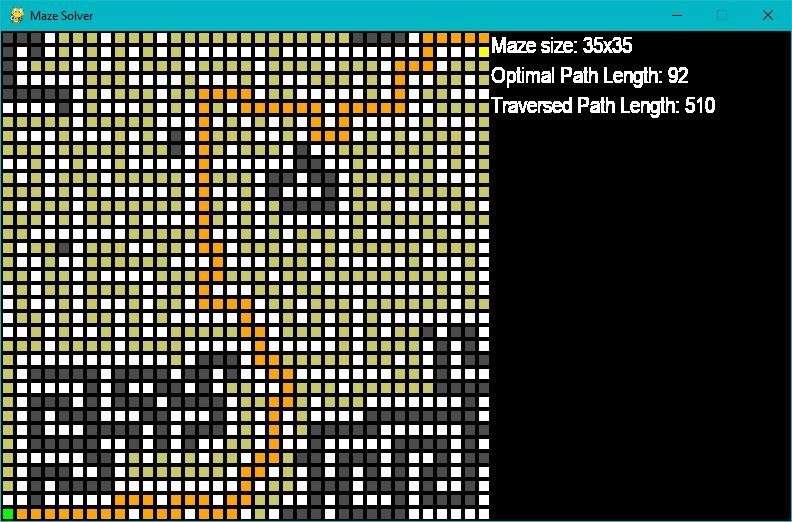 Maze Solver
Maze size: 35x35
Optimal Path Length: 92
Traversed Path Length: 510